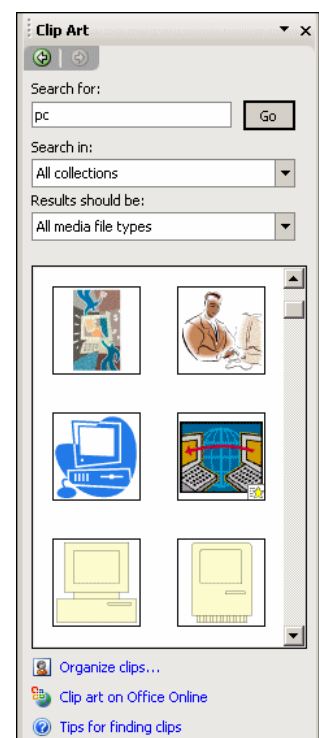 Clip Art
Search for:
pc
Go
Search in:
All collections
Results should be:
All media file types
Organize clips...
Clip art on Office Online
Tips for finding clips